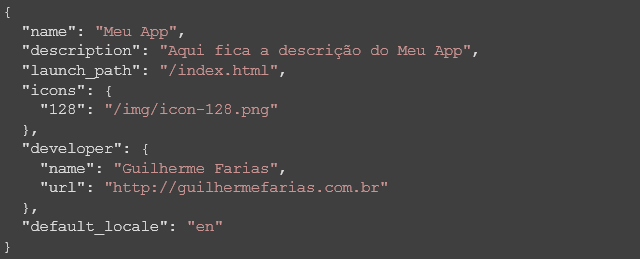 {
  "name": "Meu App",
  "description": "Aqui fica a descrição do Meu App",
  "launch_path": "/index.html",
  "icons": {
    "128": "/img/icon-128.png"
  },
  "developer": {
    "name": "Guilherme Farias",
    "url": "http://guilhermefarias.com.br"
  },
  "default_locale": "en"
}